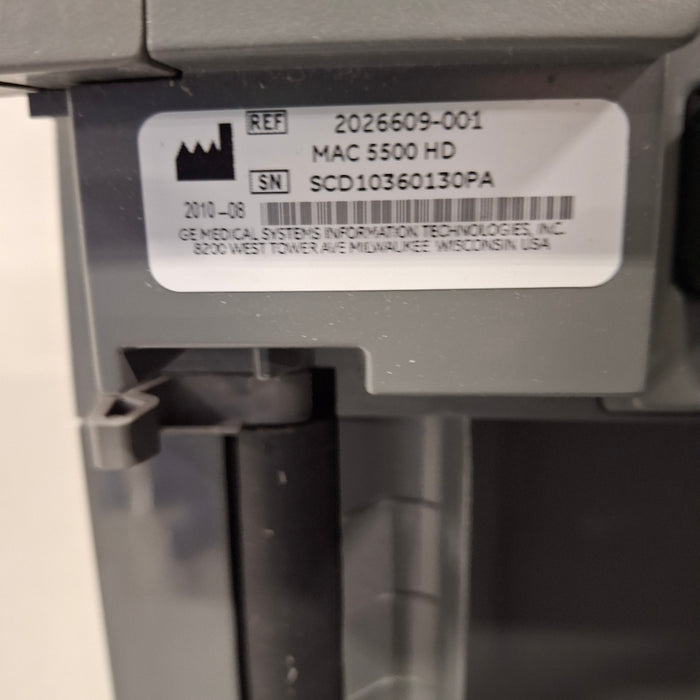 REF 2026609-001
MAC 5500 HD
SN SCD10360130PA
2010-08
GE MEDICAL SYSTEMS INFORMATION TECHNOLOGIES, INC.
8200 WEST TOWER AVE MILWAUKEE WISCONSIN USA